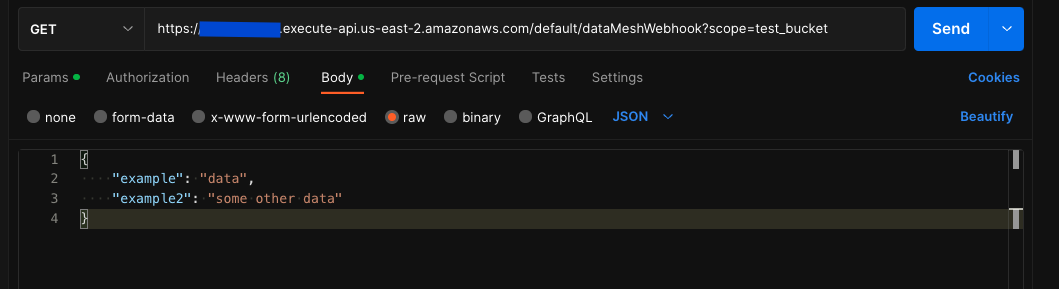 GET https://.execute-api.us-east-2.amazonaws.com/default/dataMeshWebhook?scope=test_bucket Send
Params Authorization Headers (8) Body Pre-request Script Tests Settings Cookies
none form-data x-www-form-urlencoded raw binary GraphQL JSON Beautify
1 {
2 ····"example":·"data",
3 ····"example2":·"some·other·data"
4 }